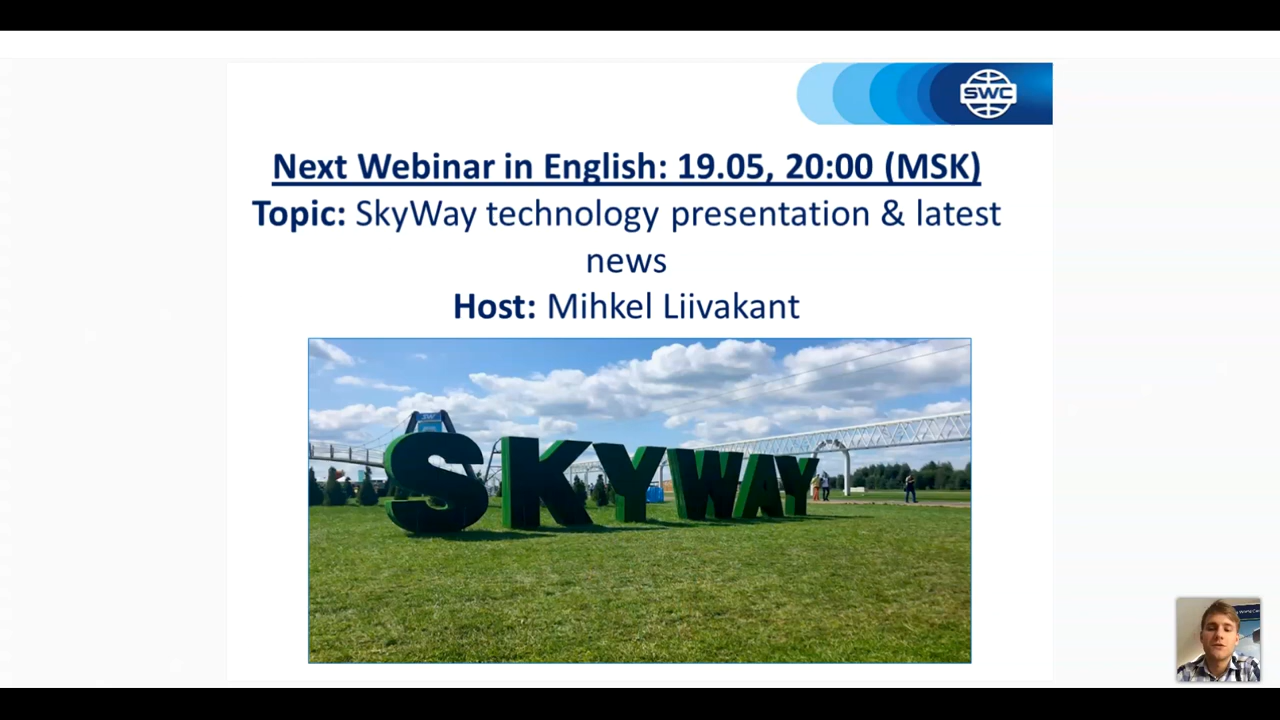 SWC
Next Webinar in English: 19.05, 20:00 (MSK)
Topic: SkyWay technology presentation & latest
news
Host: Mihkel Liivakant
SKYWAY